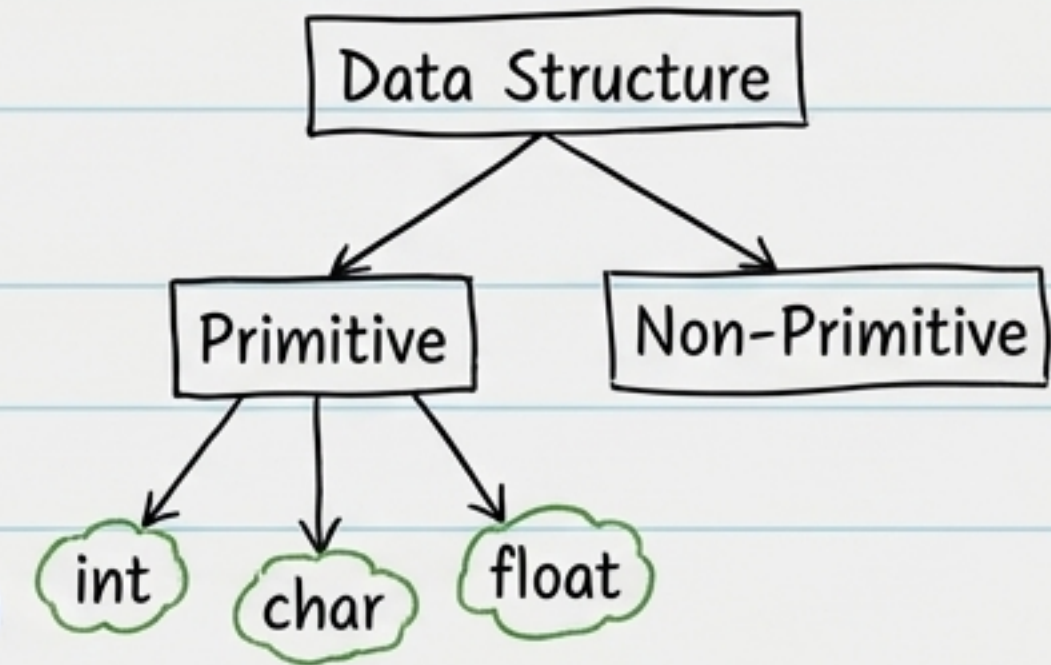 Data Structure
Primitive
Non-Primitive
int
char
float